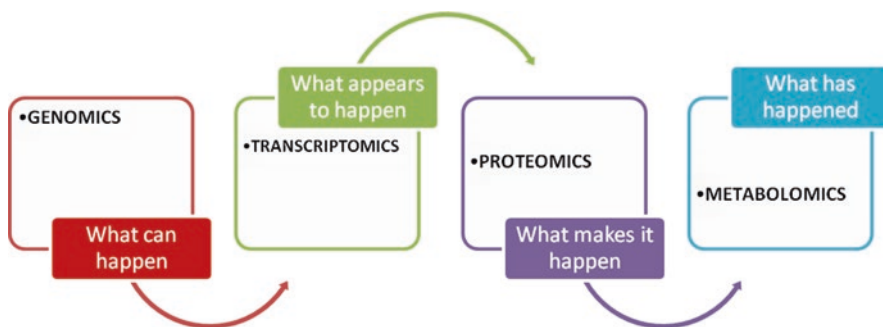 •GENOMICS
What can
happen
What appears
to happen
•TRANSCRIPTOMICS
•PROTEOMICS
What makes it
happen
What has
happened
•METABOLOMICS